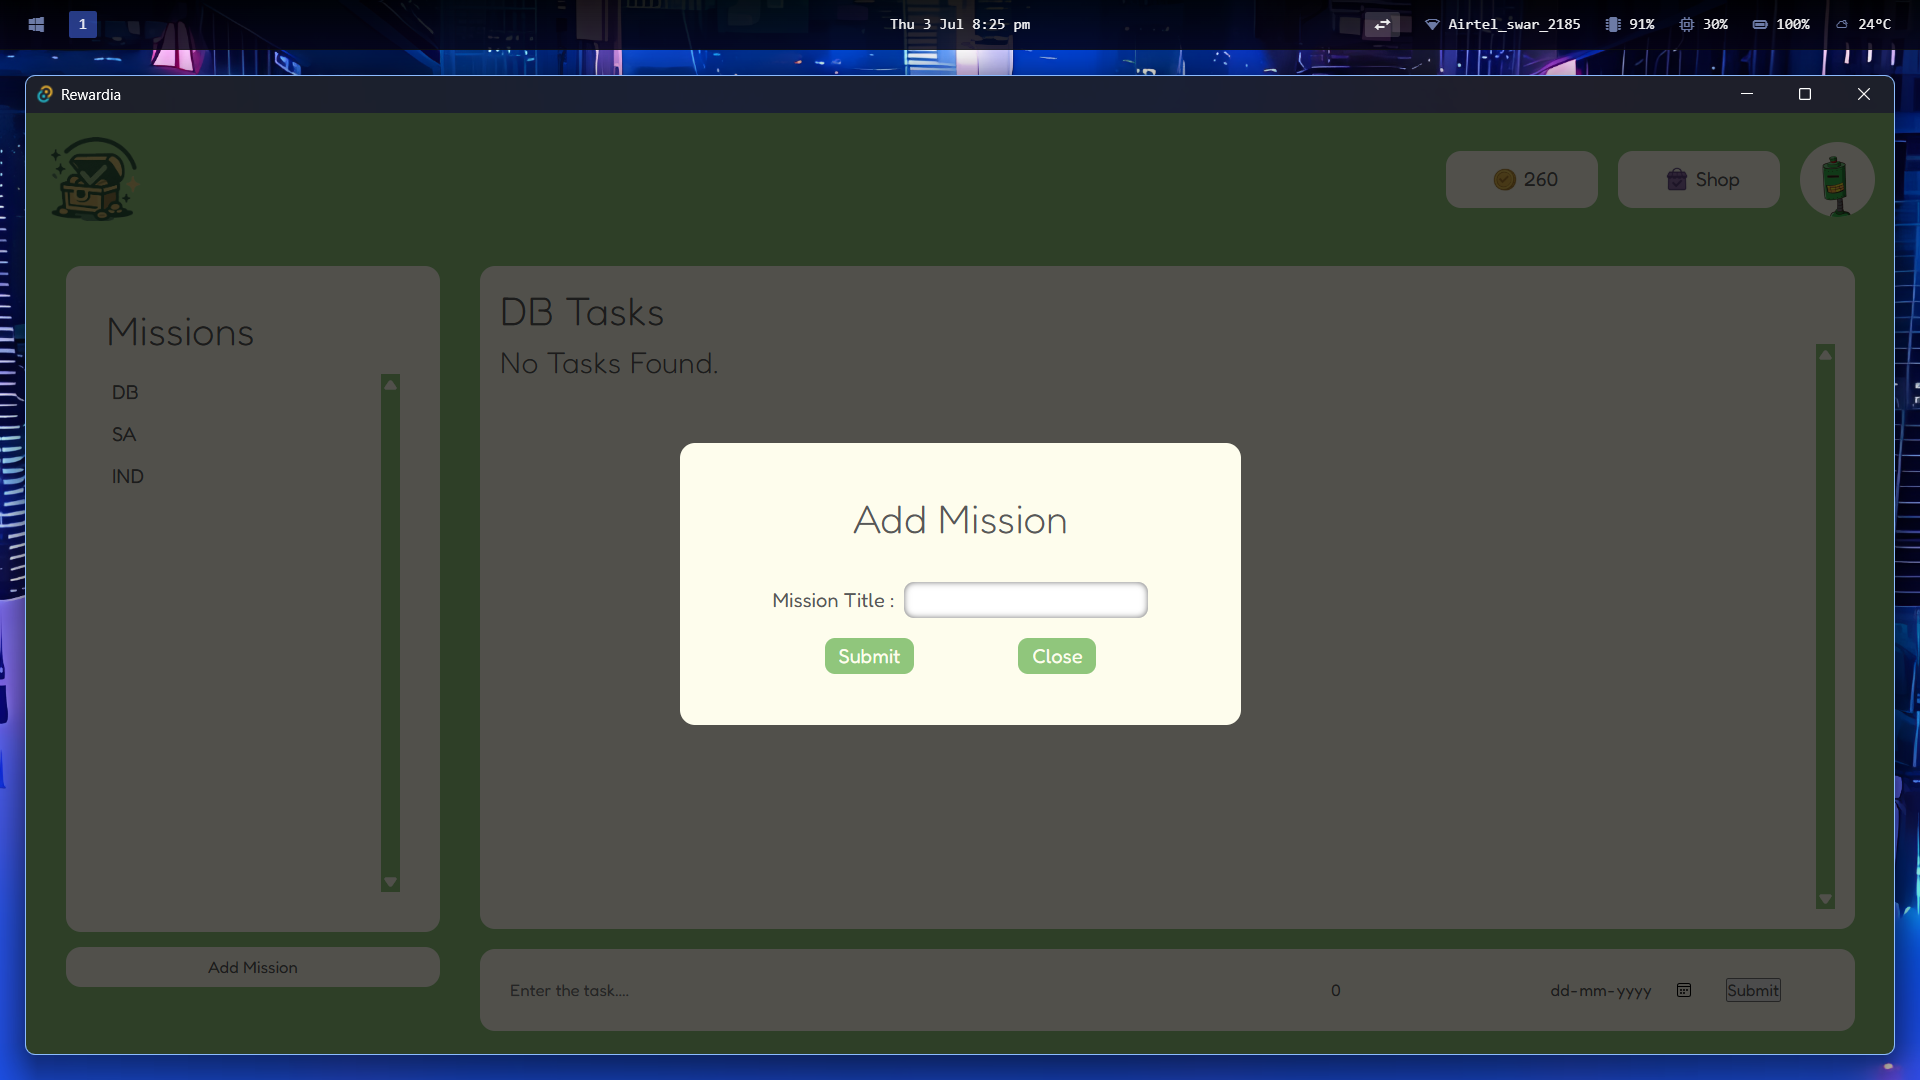 1
Thu 3 Jul 8:25 pm
Airtel_swar_2185
91%
30%
100%
24°C
Rewardia
260
Shop
Missions
DB
SA
IND
Add Mission
DB Tasks
No Tasks Found.
Add Mission
Mission Title :
Submit
Close
Enter the task....
0
dd-mm-yyyy
Submit